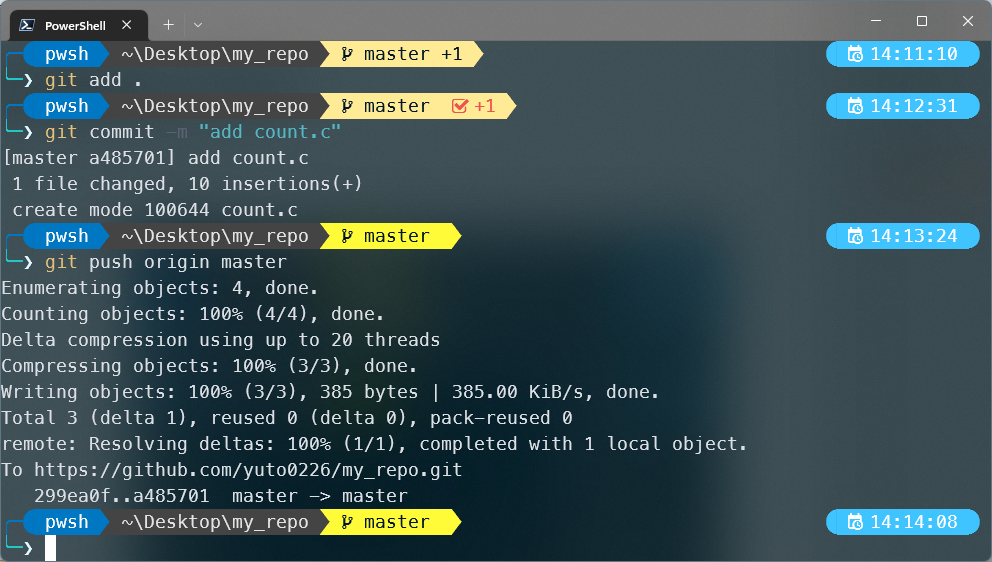 PowerShell
pwsh ~\Desktop\my_repo master +1 14:11:10
❯ git add .
pwsh ~\Desktop\my_repo master +1 14:12:31
❯ git commit -m "add count.c"
[master a485701] add count.c
 1 file changed, 10 insertions(+)
 create mode 100644 count.c
pwsh ~\Desktop\my_repo master 14:13:24
❯ git push origin master
Enumerating objects: 4, done.
Counting objects: 100% (4/4), done.
Delta compression using up to 20 threads
Compressing objects: 100% (3/3), done.
Writing objects: 100% (3/3), 385 bytes | 385.00 KiB/s, done.
Total 3 (delta 1), reused 0 (delta 0), pack-reused 0
remote: Resolving deltas: 100% (1/1), completed with 1 local object.
To https://github.com/yuto0226/my_repo.git
   299ea0f..a485701  master -> master
pwsh ~\Desktop\my_repo master 14:14:08
❯